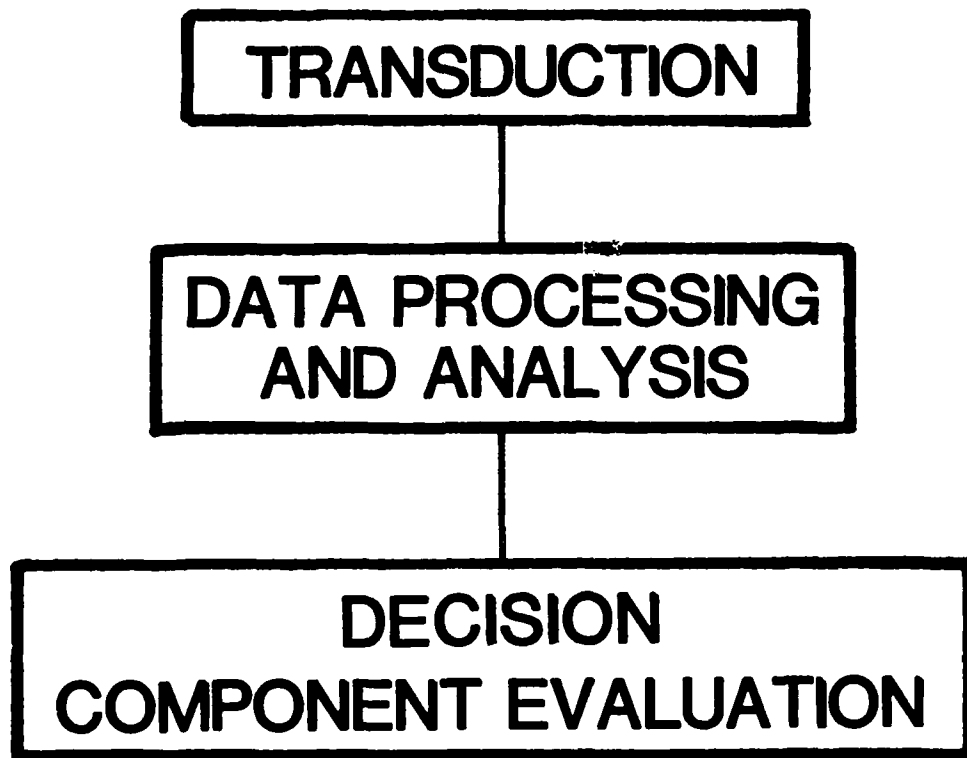 TRANSDUCTION
DATA PROCESSING
AND ANALYSIS
DECISION
COMPONENT EVALUATION